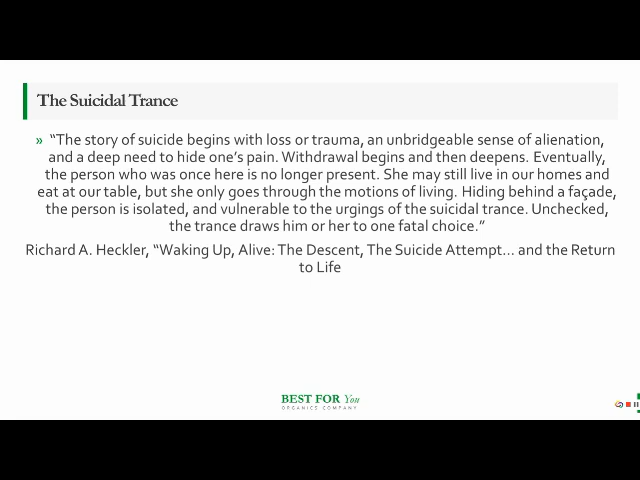 The Suicidal Trance
» “The story of suicide begins with loss or trauma, an unbridgeable sense of alienation,
and a deep need to hide one’s pain. Withdrawal begins and then deepens. Eventually,
the person who was once here is no longer present. She may still live in our homes and
eat at our table, but she only goes through the motions of living. Hiding behind a façade,
the person is isolated, and vulnerable to the urgings of the suicidal trance. Unchecked,
the trance draws him or her to one fatal choice.”
Richard A. Heckler, “Waking Up, Alive: The Descent, The Suicide Attempt… and the Return
to Life
BEST FOR You
ORGANICS COMPANY